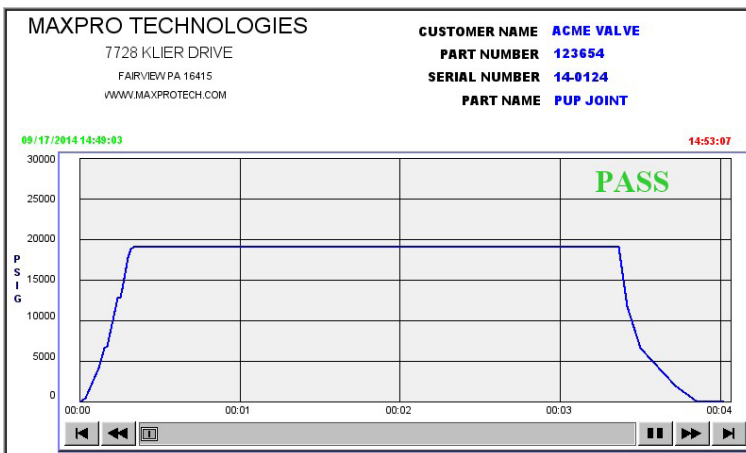 MAXPRO TECHNOLOGIES
7728 KLIER DRIVE
FAIRVIEW PA 16415
WWW.MAXPROTECH.COM
CUSTOMER NAME ACME VALVE
PART NUMBER 123654
SERIAL NUMBER 14-0124
PART NAME PUP JOINT
09/17/2014 14:49:03
14:53:07
PASS
30000
25000
20000
15000
10000
5000
0
PSIG
00:00 00:01 00:02 00:03 00:04